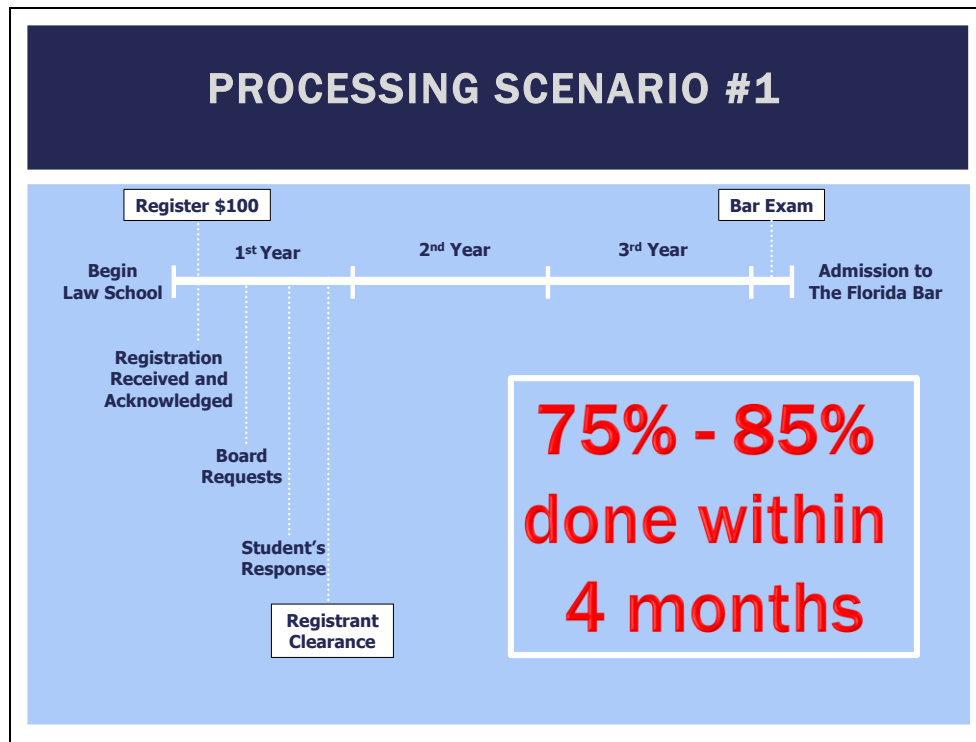 PROCESSING SCENARIO #1
Register $100
Bar Exam
1st Year
2nd Year
3rd Year
Begin
Law School
Admission to
The Florida Bar
Registration
Received and
Acknowledged
Board
Requests
Student’s
Response
Registrant
Clearance
75% - 85%
done within
4 months